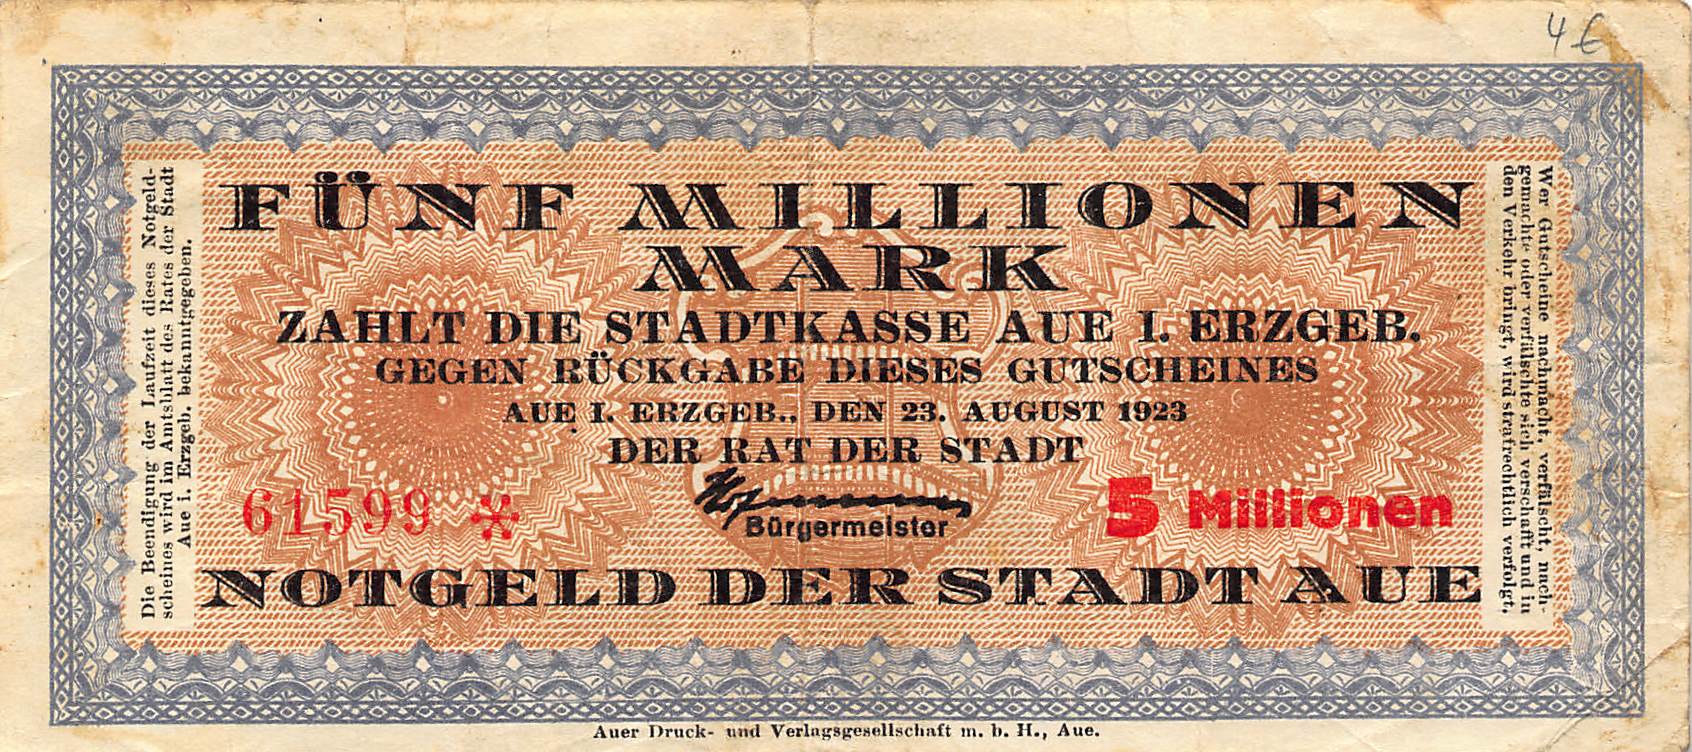 4 €
FÜNF MILLIONEN
MARK
ZAHLT DIE STADTKASSE AUE I. ERZGEB.
GEGEN RÜCKGABE DIESES GUTSCHEINES
AUE I. ERZGEB., DEN 23. AUGUST 1923
DER RAT DER STADT
Bürgermeister
61599 *
5 Millionen
NOTGELD DER STADT AUE
Die Beendigung der Laufzeit dieses Notgeld-
scheines wird im Amtsblatt des Rates der Stadt
Aue i. Erzgeb. bekanntgegeben.
Wer Gutscheine nachmacht, verfälscht, nach-
gemachte oder verfälschte sich verschafft und in
den Verkehr bringt, wird strafrechtlich verfolgt.
Auer Druck- und Verlagsgesellschaft m. b. H., Aue.